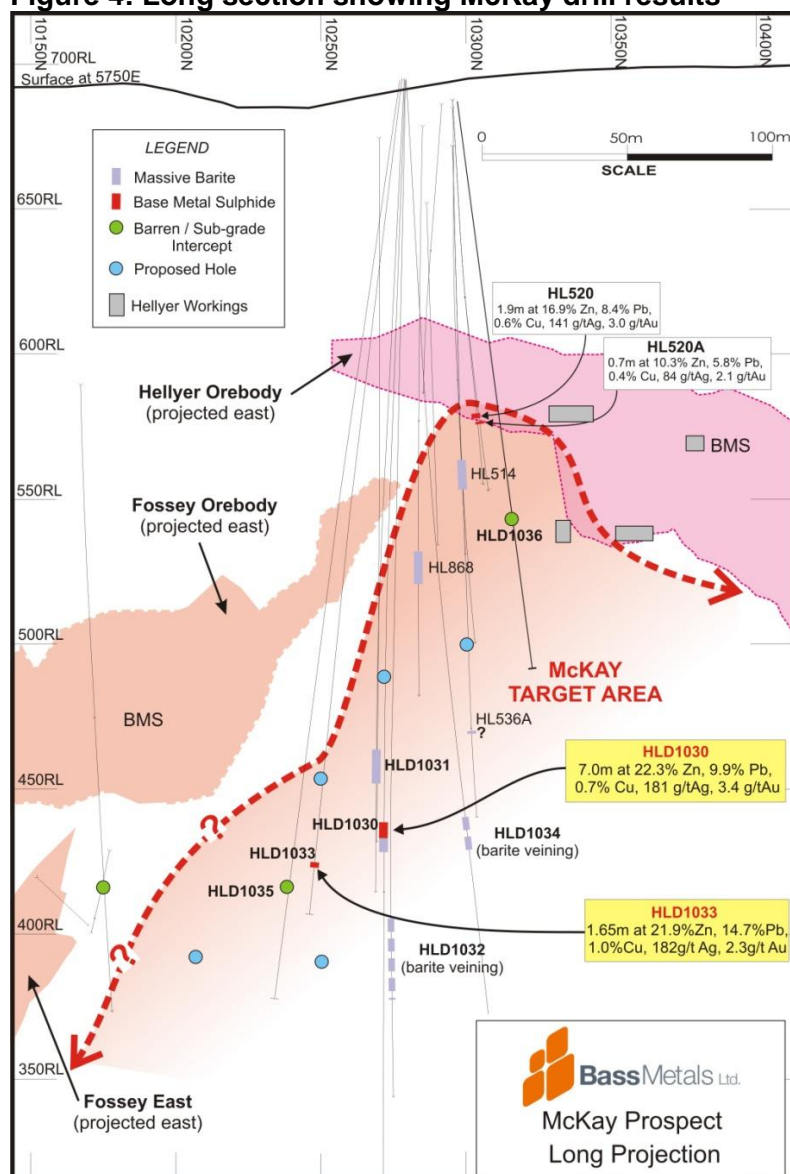 Figure 4: Long section showing McKay drill results
10150N
10200N
10250N
10300N
10350N
10400N
700RL
Surface at 5750E
LEGEND
Massive Barite
Base Metal Sulphide
Barren / Sub-grade
Intercept
Proposed Hole
Hellyer Workings
0 50m 100m
SCALE
650RL
HL520
1.9m at 16.9% Zn, 8.4% Pb,
0.6% Cu, 141 g/tAg, 3.0 g/tAu
600RL
HL520A
0.7m at 10.3% Zn, 5.8% Pb,
0.4% Cu, 84 g/tAg, 2.1 g/tAu
Hellyer Orebody
(projected east)
BMS
HL514
550RL
Fossey Orebody
(projected east)
HLD1036
HL868
500RL
McKAY
TARGET AREA
BMS
HL536A
?
HLD1030
7.0m at 22.3% Zn, 9.9% Pb,
0.7% Cu, 181 g/tAg, 3.4 g/tAu
HLD1031
450RL
?
HLD1030
HLD1034
(barite veining)
HLD1033
HLD1035
HLD1033
1.65m at 21.9%Zn, 14.7%Pb,
1.0%Cu, 182g/t Ag, 2.3g/t Au
400RL
?
HLD1032
(barite veining)
350RL
Fossey East
(projected east)
BassMetals Ltd.
McKay Prospect
Long Projection